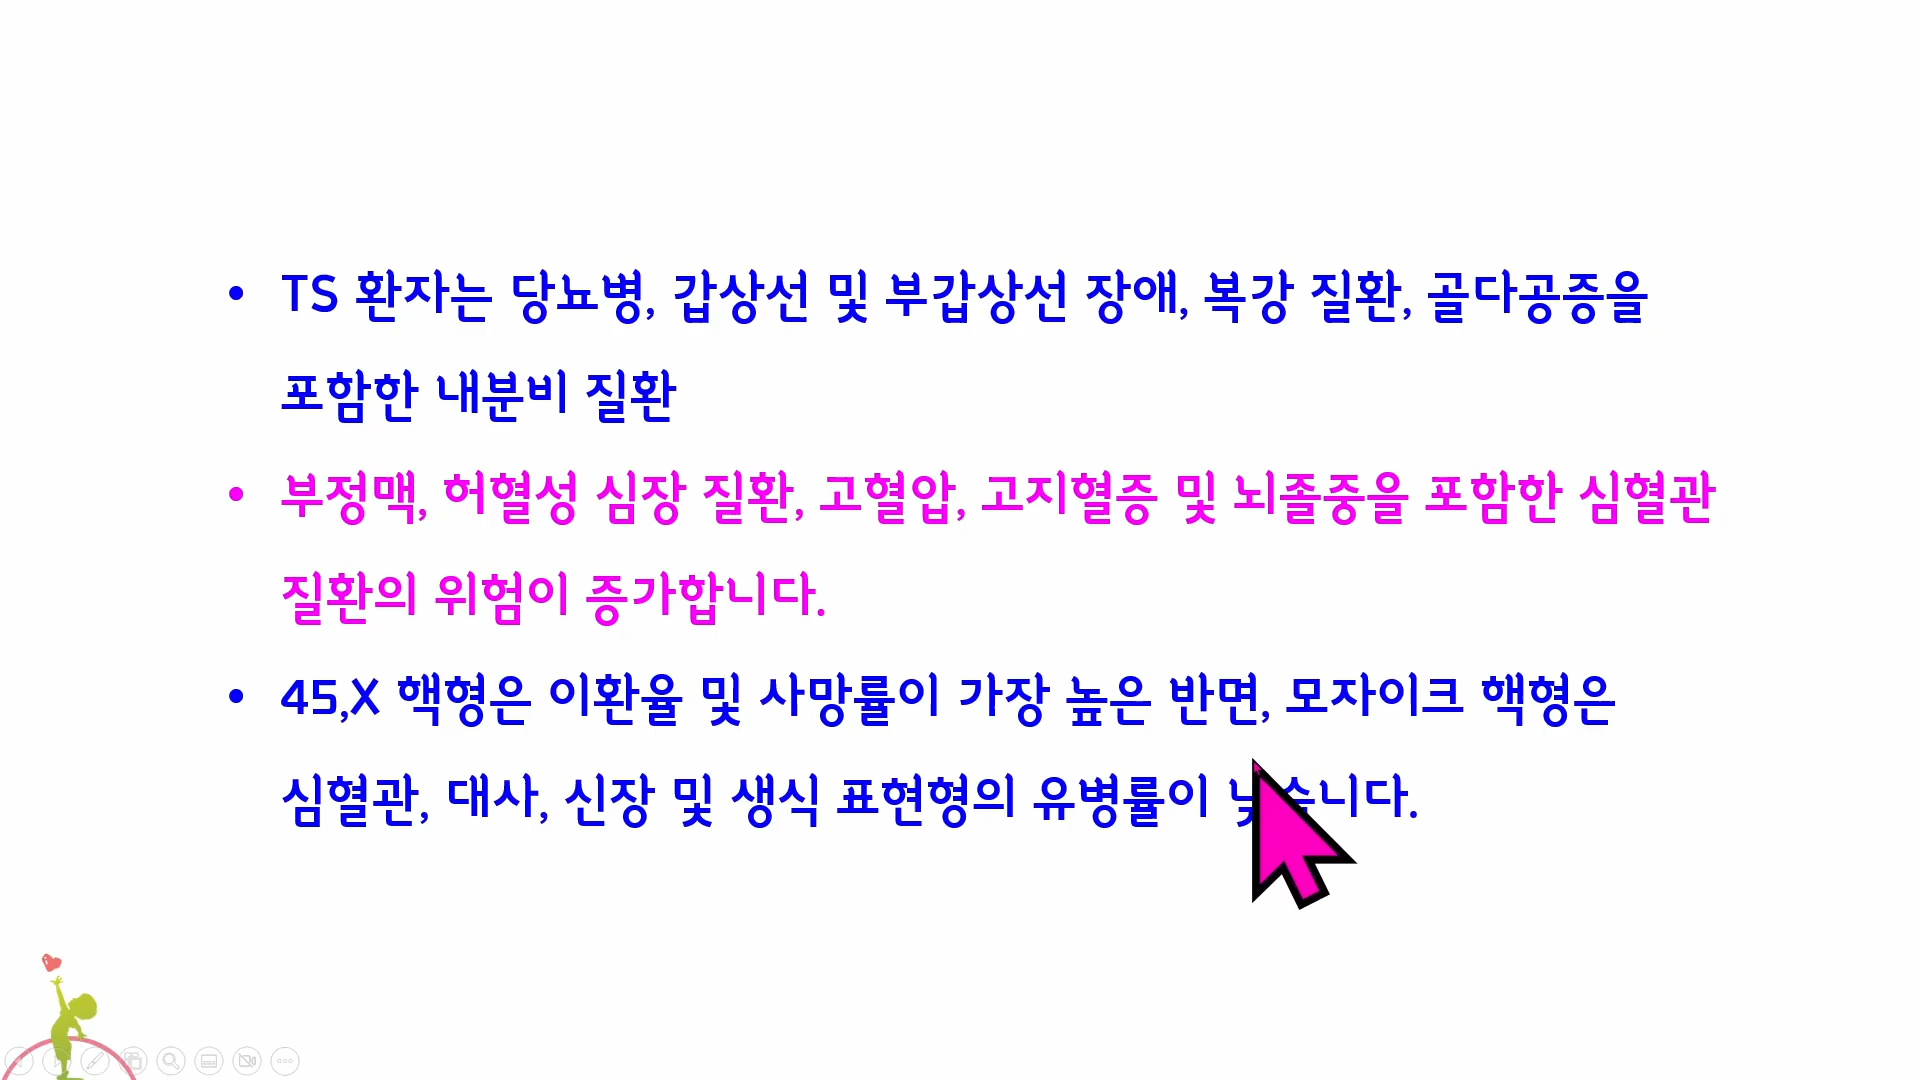 • TS 환자는 당뇨병, 갑상선 및 부갑상선 장애, 복강 질환, 골다공증을
포함한 내분비 질환
• 부정맥, 허혈성 심장 질환, 고혈압, 고지혈증 및 뇌졸중을 포함한 심혈관
질환의 위험이 증가합니다.
• 45,X 핵형은 이환율 및 사망률이 가장 높은 반면, 모자이크 핵형은
심혈관, 대사, 신장 및 생식 표현형의 유병률이